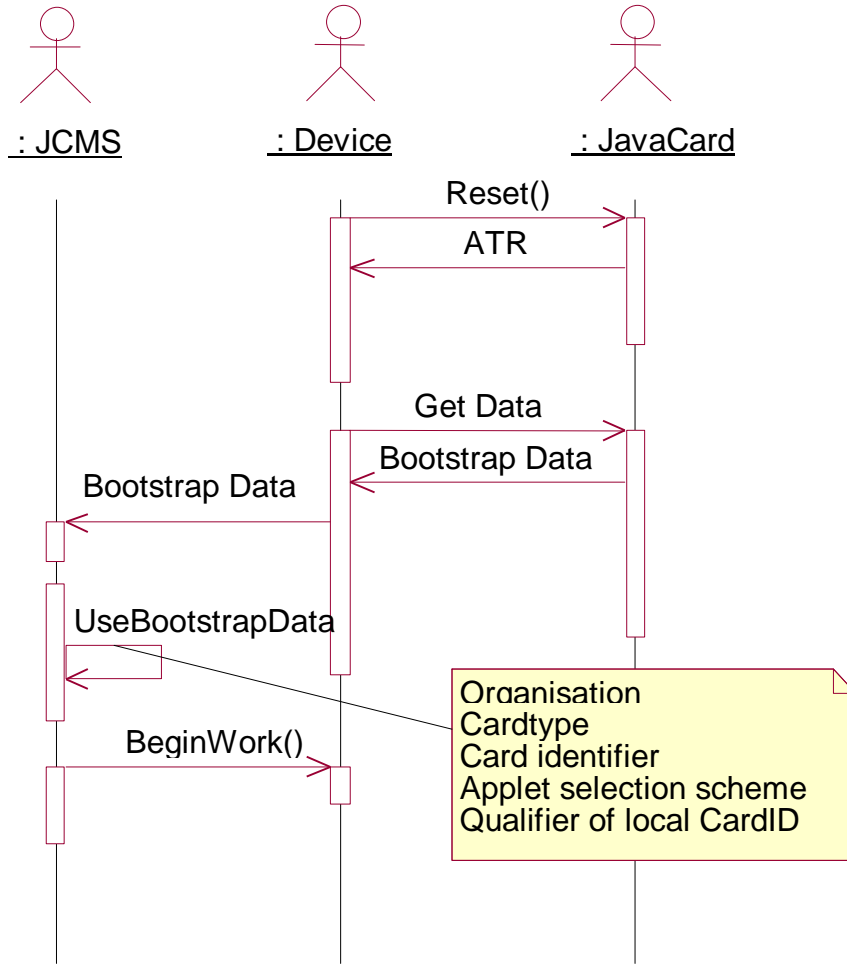 : JCMS
: Device
: JavaCard
Reset()
ATR
Get Data
Bootstrap Data
Bootstrap Data
UseBootstrapData
Organisation
Cardtype
Card identifier
Applet selection scheme
Qualifier of local CardID
BeginWork()